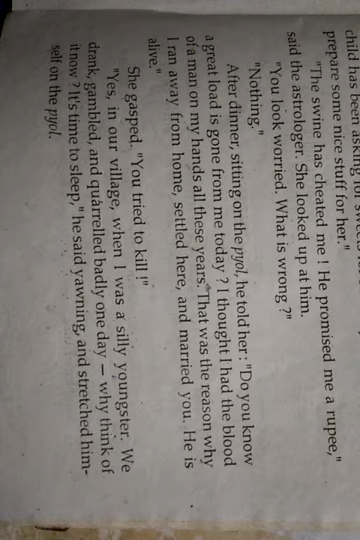 child has been asking for
prepare some nice stuff for her."
"The swine has cheated me ! He promised me a rupee,"
said the astrologer. She looked up at him.
"You look worried. What is wrong ?"
"Nothing."
After dinner, sitting on the pyol, he told her : "Do you know
a great load is gone from me today ? I thought I had the blood
of a man on my hands all these years. That was the reason why
I ran away from home, settled here, and married you. He is
alive."
She gasped. "You tried to kill !"
"Yes, in our village, when I was a silly youngster. We
drank, gambled, and quarrelled badly one day — why think of
it now ? It's time to sleep," he said yawning, and stretched him-
self on the pyol.